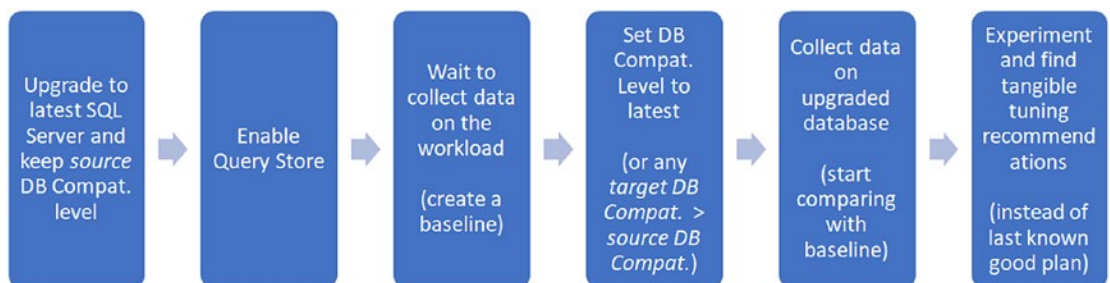 Upgrade to
latest SQL
Server and
keep source
DB Compat.
level
Enable
Query Store
Wait to
collect data
on the
workload
(create a
baseline)
Set DB
Compat.
Level to
latest
(or any
target DB
Compat. >
source DB
Compat.)
Collect data
on
upgraded
database
(start
comparing
with
baseline)
Experiment
and find
tangible
tuning
recommend
ations
(instead of
last known
good plan)